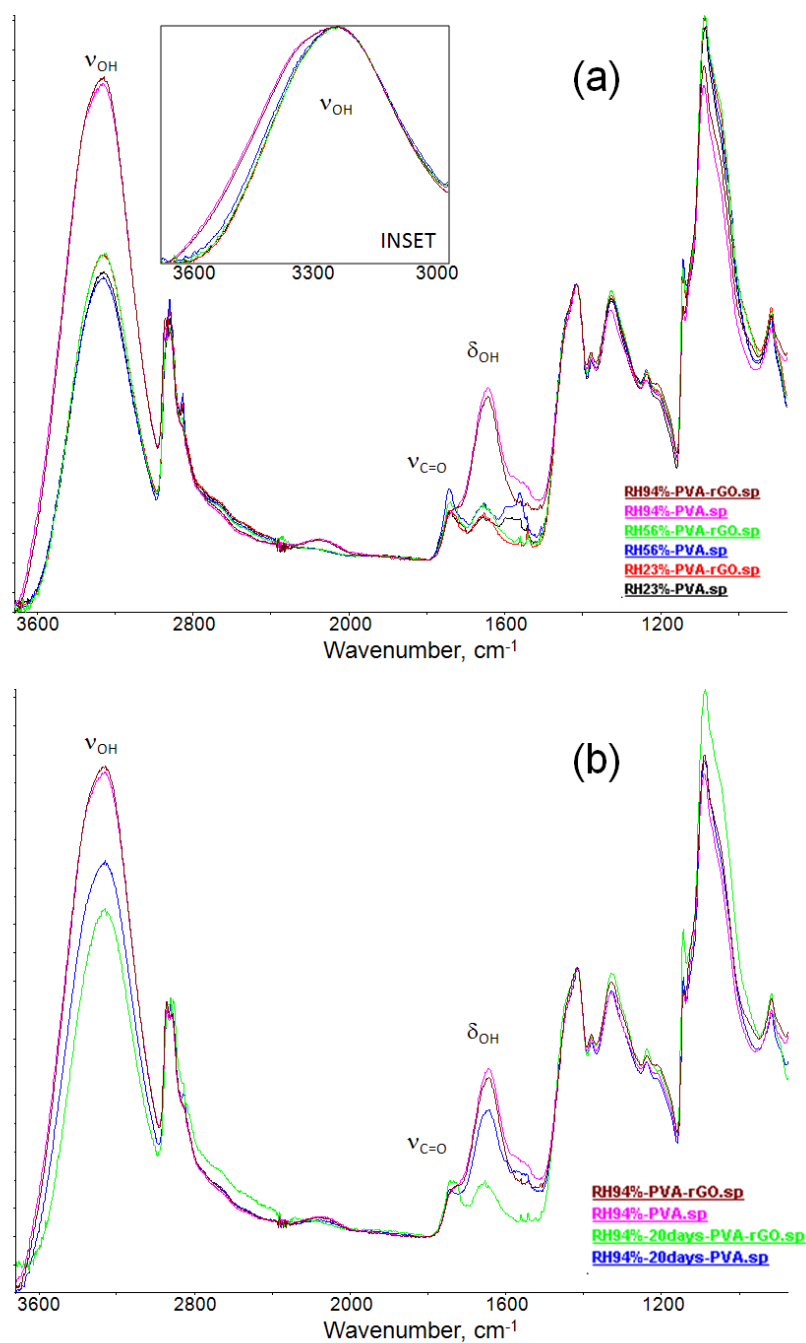 (a)
νOH
νOH
INSET
3600 3300 3000
δOH
νC=O
RH94%-PVA-rGO.sp
RH94%-PVA.sp
RH56%-PVA-rGO.sp
RH56%-PVA.sp
RH23%-PVA-rGO.sp
RH23%-PVA.sp
3600 2800 2000 1600 1200
Wavenumber, cm-1
(b)
νOH
δOH
νC=O
RH94%-PVA-rGO.sp
RH94%-PVA.sp
RH94%-20days-PVA-rGO.sp
RH94%-20days-PVA.sp
3600 2800 2000 1600 1200
Wavenumber, cm-1